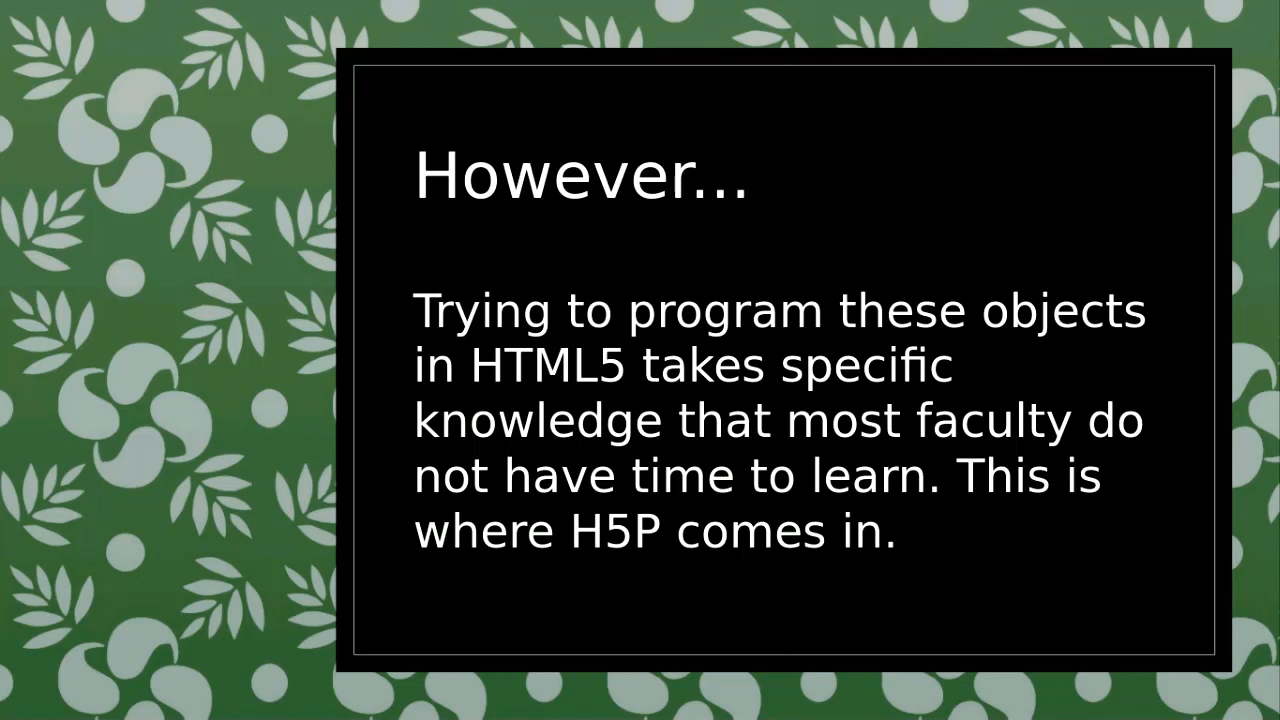 However...
Trying to program these objects
in HTML5 takes specific
knowledge that most faculty do
not have time to learn. This is
where H5P comes in.